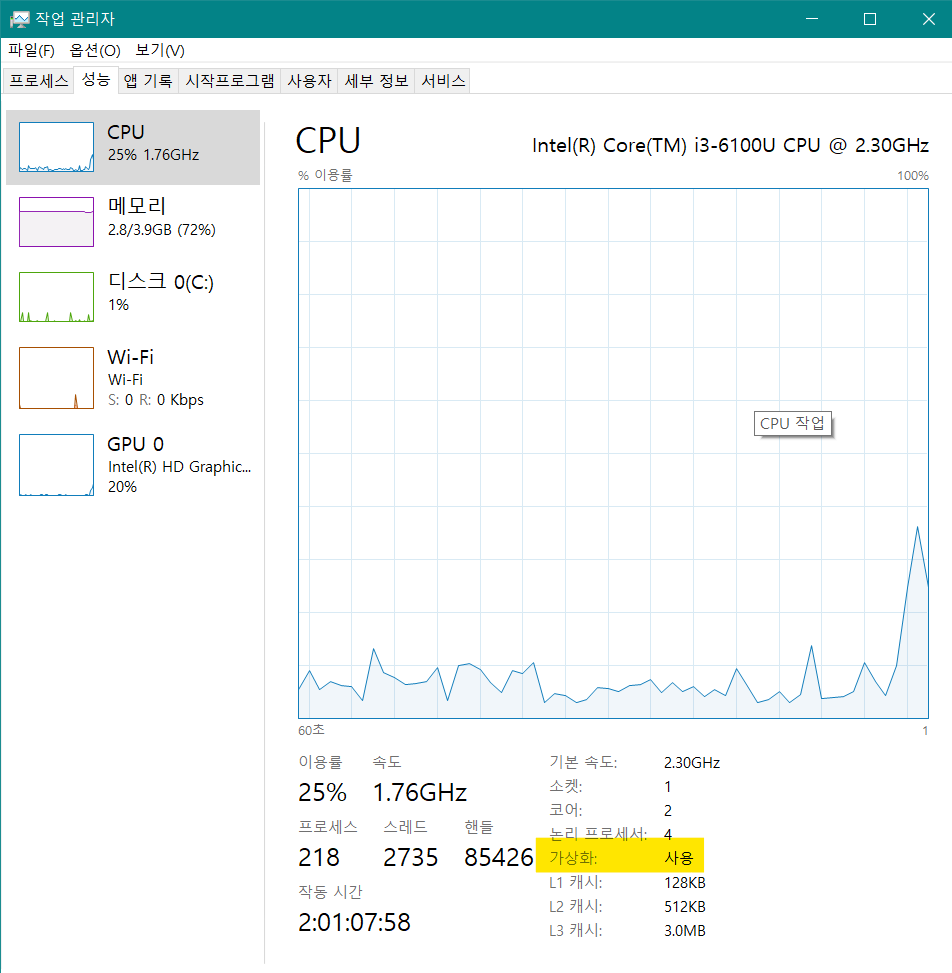 작업 관리자
파일(F) 옵션(O) 보기(V)
프로세스 성능 앱 기록 시작프로그램 사용자 세부 정보 서비스
CPU
25% 1.76GHz
메모리
2.8/3.9GB (72%)
디스크 0(C:)
1%
Wi-Fi
Wi-Fi
S: 0 R: 0 Kbps
GPU 0
Intel(R) HD Graphic...
20%
CPU Intel(R) Core(TM) i3-6100U CPU @ 2.30GHz
% 이용률 100%
CPU 작업
60초 1
이용률 속도
25% 1.76GHz
프로세스 스레드 핸들
218 2735 85426
작동 시간
2:01:07:58
기본 속도: 2.30GHz
소켓: 1
코어: 2
논리 프로세서: 4
가상화: 사용
L1 캐시: 128KB
L2 캐시: 512KB
L3 캐시: 3.0MB